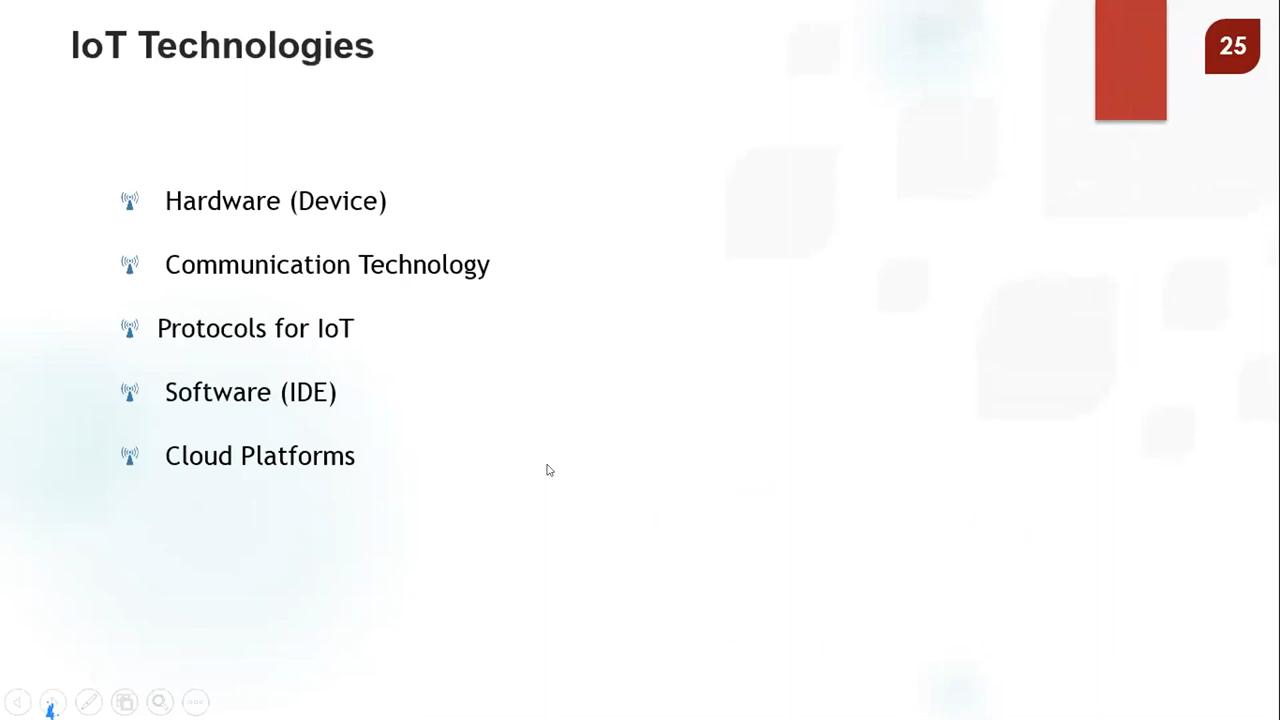 IoT Technologies
25
Hardware (Device)
Communication Technology
Protocols for IoT
Software (IDE)
Cloud Platforms